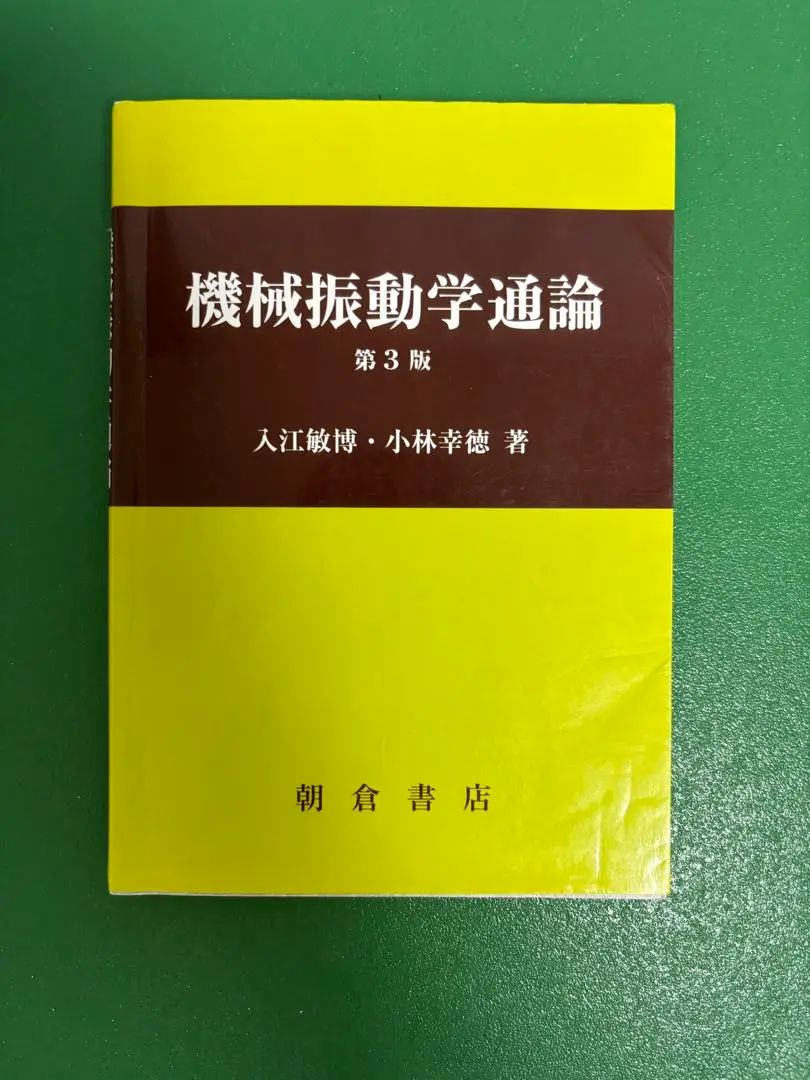 機械振動学通論
第3版
入江敏博・小林幸徳 著
朝倉書店